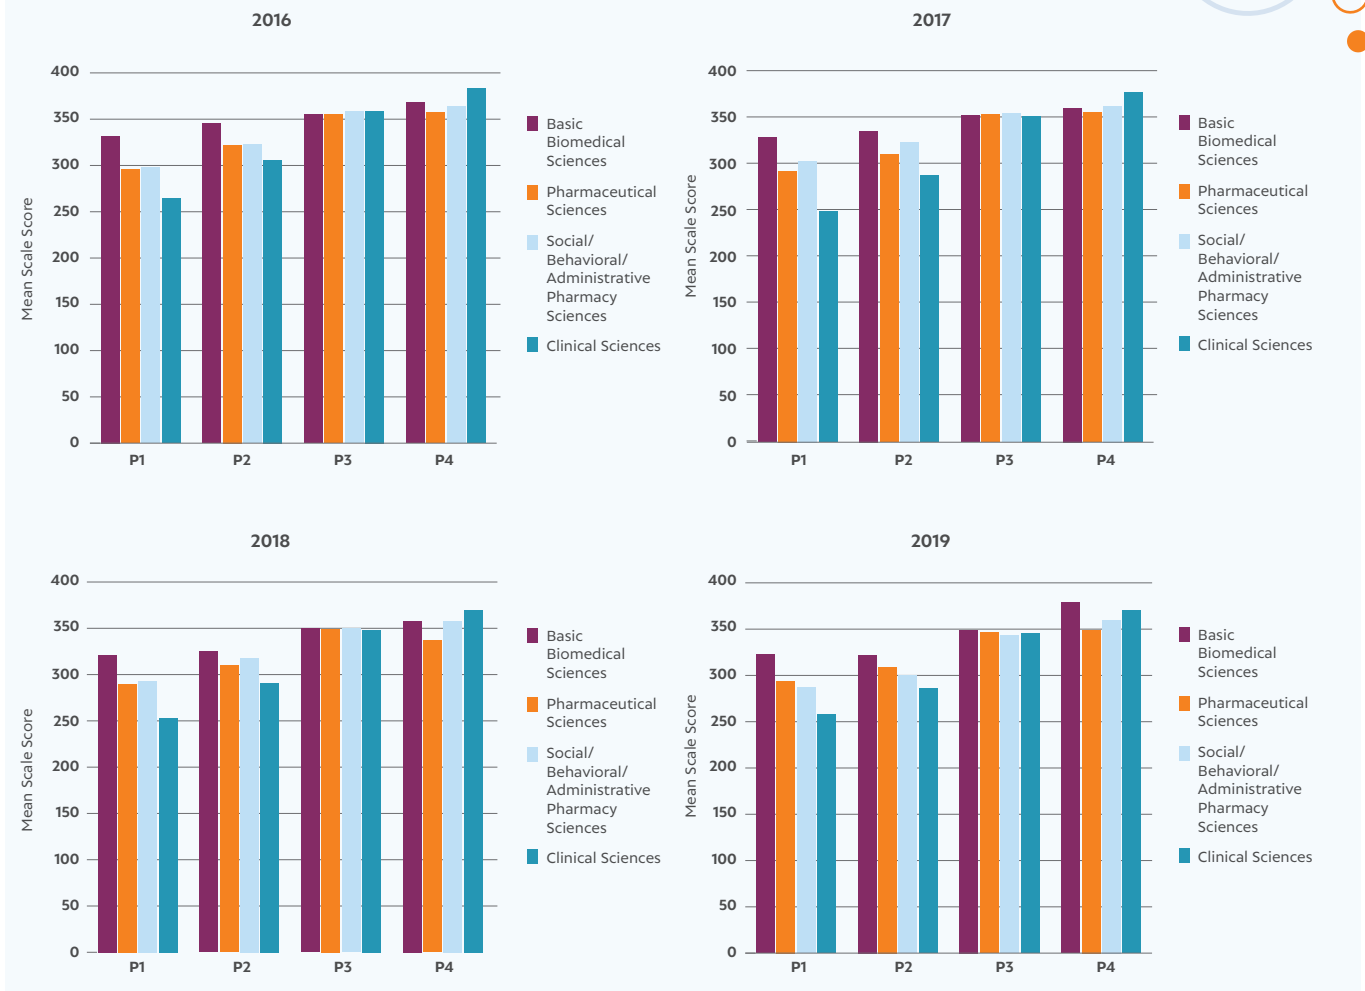 2016
400
350
300
250
200
150
100
50
0
Mean Scale Score
P1 P2 P3 P4
Basic
Biomedical
Sciences
Pharmaceutical
Sciences
Social/
Behavioral/
Administrative
Pharmacy
Sciences
Clinical Sciences
2017
400
350
300
250
200
150
100
50
0
Mean Scale Score
P1 P2 P3 P4
Basic
Biomedical
Sciences
Pharmaceutical
Sciences
Social/
Behavioral/
Administrative
Pharmacy
Sciences
Clinical Sciences
2018
400
350
300
250
200
150
100
50
0
Mean Scale Score
P1 P2 P3 P4
Basic
Biomedical
Sciences
Pharmaceutical
Sciences
Social/
Behavioral/
Administrative
Pharmacy
Sciences
Clinical Sciences
2019
400
350
300
250
200
150
100
50
0
Mean Scale Score
P1 P2 P3 P4
Basic
Biomedical
Sciences
Pharmaceutical
Sciences
Social/
Behavioral/
Administrative
Pharmacy
Sciences
Clinical Sciences